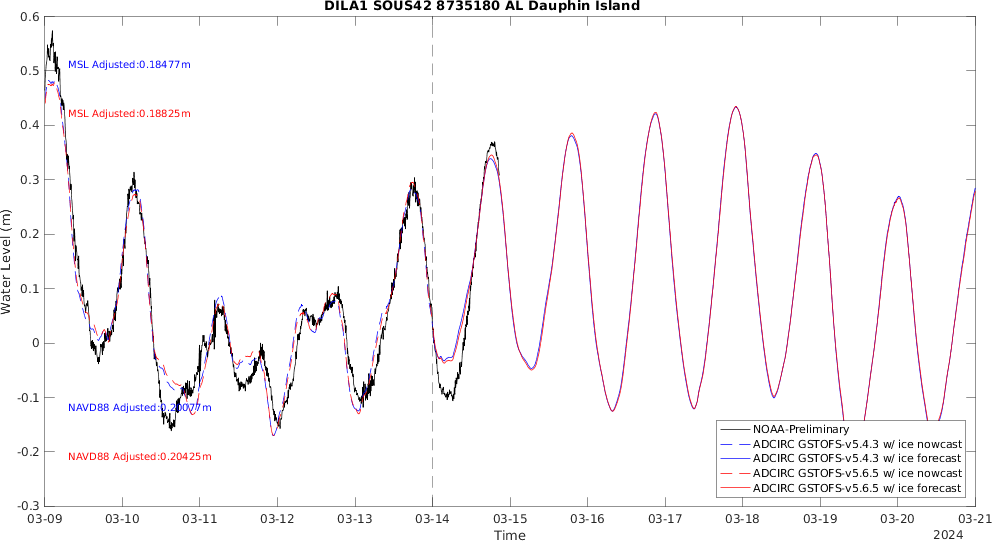 DILA1 SOUS42 8735180 AL Dauphin Island
0.6
0.5
0.4
0.3
0.2
0.1
0
-0.1
-0.2
-0.3
Water Level (m)
MSL Adjusted:0.18477m
MSL Adjusted:0.18825m
NAVD88 Adjusted:0.20077m
NAVD88 Adjusted:0.20425m
NOAA-Preliminary
ADCIRC GSTOFS-v5.4.3 w/ ice nowcast
ADCIRC GSTOFS-v5.4.3 w/ ice forecast
ADCIRC GSTOFS-v5.6.5 w/ ice nowcast
ADCIRC GSTOFS-v5.6.5 w/ ice forecast
03-09 03-10 03-11 03-12 03-13 03-14 03-15 03-16 03-17 03-18 03-19 03-20 03-21
Time
2024